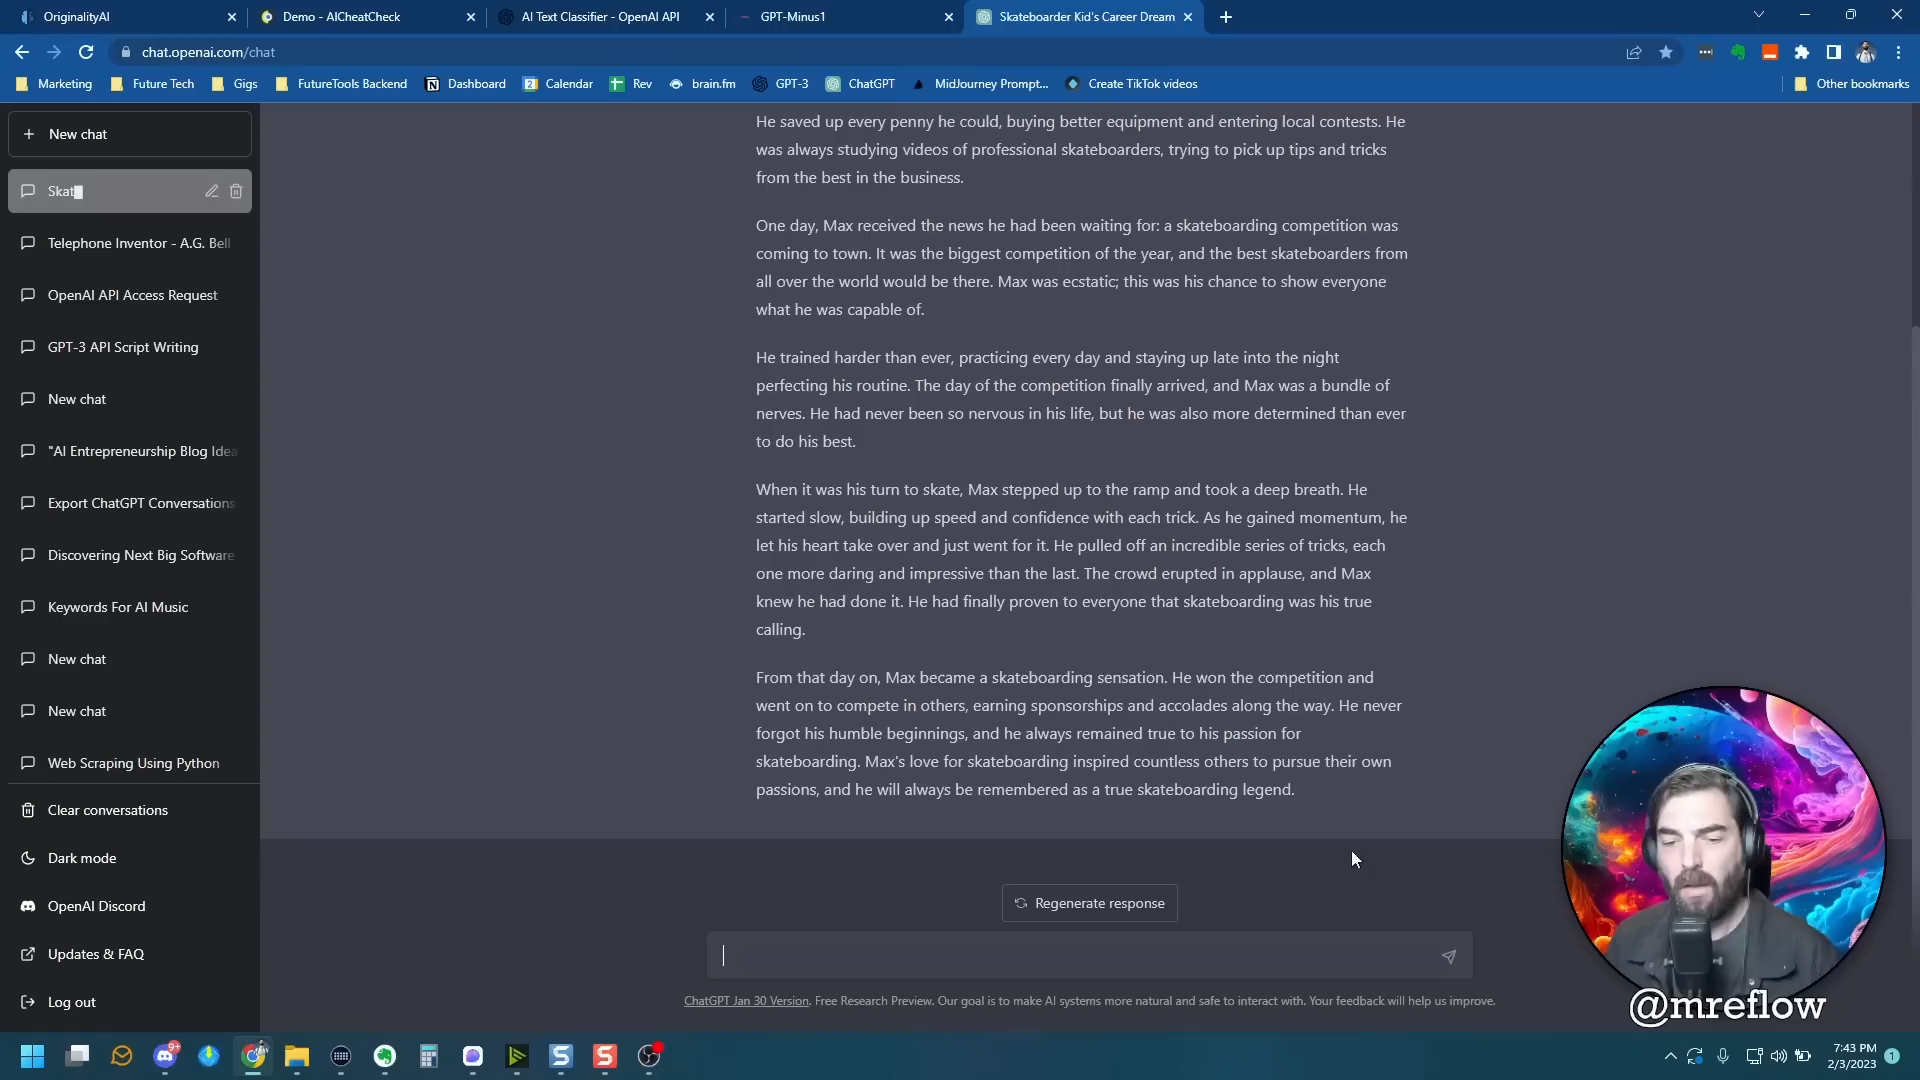 OriginalityAI
Demo - AICheatCheck
AI Text Classifier - OpenAI API
GPT-Minus1
Skateboarder Kid's Career Dream
chat.openai.com/chat
Marketing
Future Tech
Gigs
FutureTools Backend
Dashboard
Calendar
Rev
brain.fm
GPT-3
ChatGPT
MidJourney Prompt...
Create TikTok videos
Other bookmarks
New chat
Skat
Telephone Inventor - A.G. Bell
OpenAI API Access Request
GPT-3 API Script Writing
New chat
"AI Entrepreneurship Blog Idea
Export ChatGPT Conversations
Discovering Next Big Software
Keywords For AI Music
New chat
New chat
Web Scraping Using Python
Clear conversations
Dark mode
OpenAI Discord
Updates & FAQ
Log out
He saved up every penny he could, buying better equipment and entering local contests. He
was always studying videos of professional skateboarders, trying to pick up tips and tricks
from the best in the business.
One day, Max received the news he had been waiting for: a skateboarding competition was
coming to town. It was the biggest competition of the year, and the best skateboarders from
all over the world would be there. Max was ecstatic; this was his chance to show everyone
what he was capable of.
He trained harder than ever, practicing every day and staying up late into the night
perfecting his routine. The day of the competition finally arrived, and Max was a bundle of
nerves. He had never been so nervous in his life, but he was also more determined than ever
to do his best.
When it was his turn to skate, Max stepped up to the ramp and took a deep breath. He
started slow, building up speed and confidence with each trick. As he gained momentum, he
let his heart take over and just went for it. He pulled off an incredible series of tricks, each
one more daring and impressive than the last. The crowd erupted in applause, and Max
knew he had done it. He had finally proven to everyone that skateboarding was his true
calling.
From that day on, Max became a skateboarding sensation. He won the competition and
went on to compete in others, earning sponsorships and accolades along the way. He never
forgot his humble beginnings, and he always remained true to his passion for
skateboarding. Max's love for skateboarding inspired countless others to pursue their own
passions, and he will always be remembered as a true skateboarding legend.
Regenerate response
ChatGPT Jan 30 Version. Free Research Preview. Our goal is to make AI systems more natural and safe to interact with. Your feedback will help us improve.
@mreflow
9+
7:43 PM
2/3/2023
1